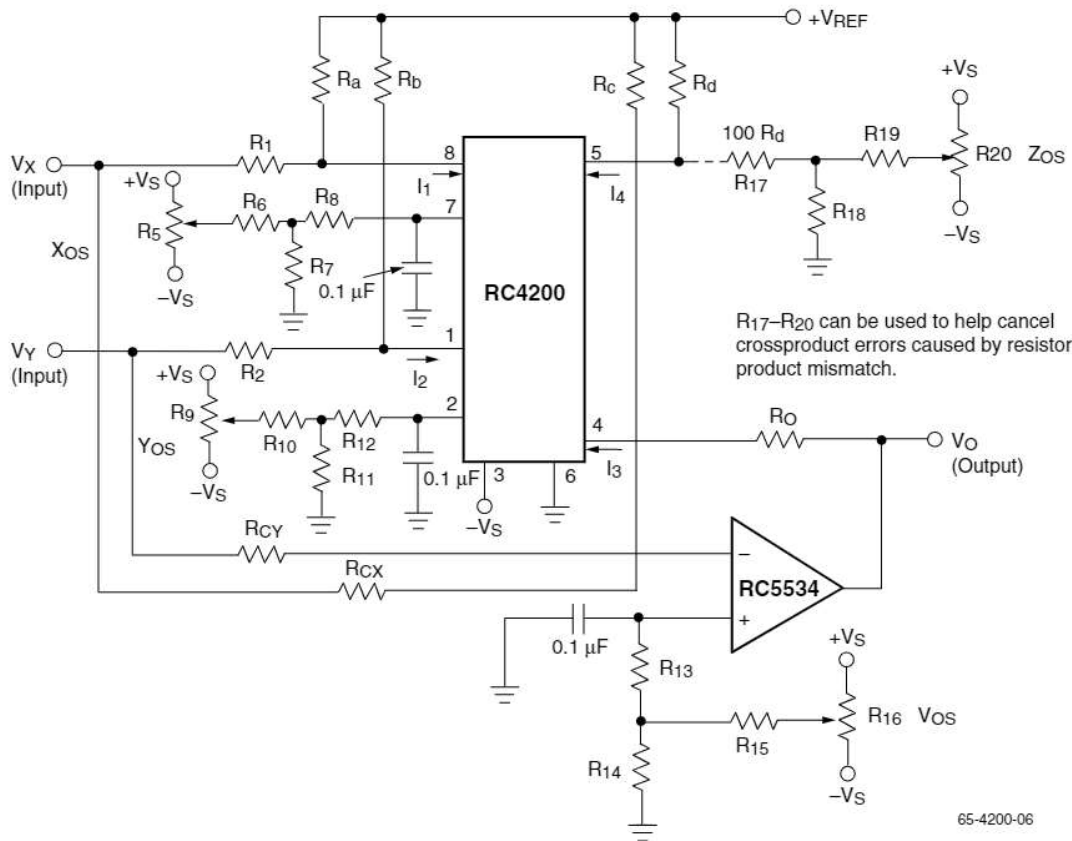 +VREF
Ra
Rb
Rc
Rd
+VS
100 Rd
R19
R20 ZOS
R17
R18
−VS
R1
VX
(Input)
8
5
I1
I4
+VS
R6
R8
7
R5
XOS
R7
0.1 μF
−VS
RC4200
R17–R20 can be used to help cancel
crossproduct errors caused by resistor
product mismatch.
VY
(Input)
R2
1
I2
+VS
R9
2
YOS
R10
R12
R11
0.1 μF
−VS
3
6
−VS
4
I3
RO
VO
(Output)
RCY
RCX
−
RC5534
+
0.1 μF
R13
+VS
R16 VOS
R15
R14
−VS
65-4200-06